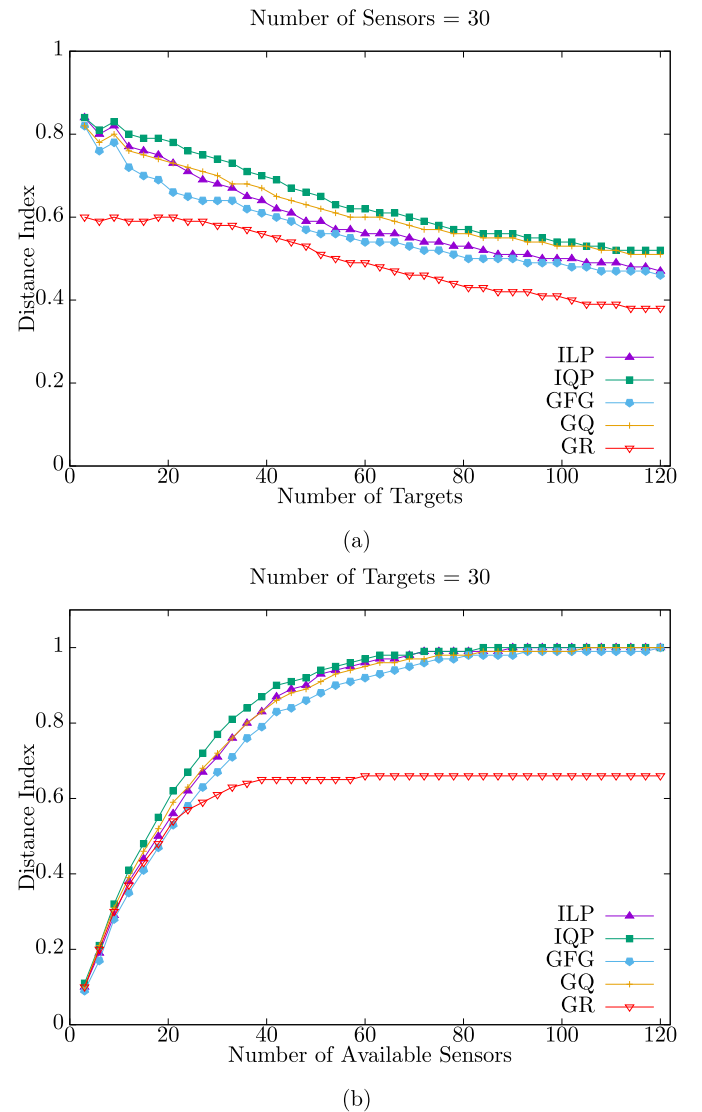 Number of Sensors = 30
1
0.8
0.6
0.4
0.2
0
Distance Index
ILP
IQP
GFG
GQ
GR
0 20 40 60 80 100 120
Number of Targets
(a)
Number of Targets = 30
1
0.8
0.6
0.4
0.2
0
Distance Index
ILP
IQP
GFG
GQ
GR
0 20 40 60 80 100 120
Number of Available Sensors
(b)